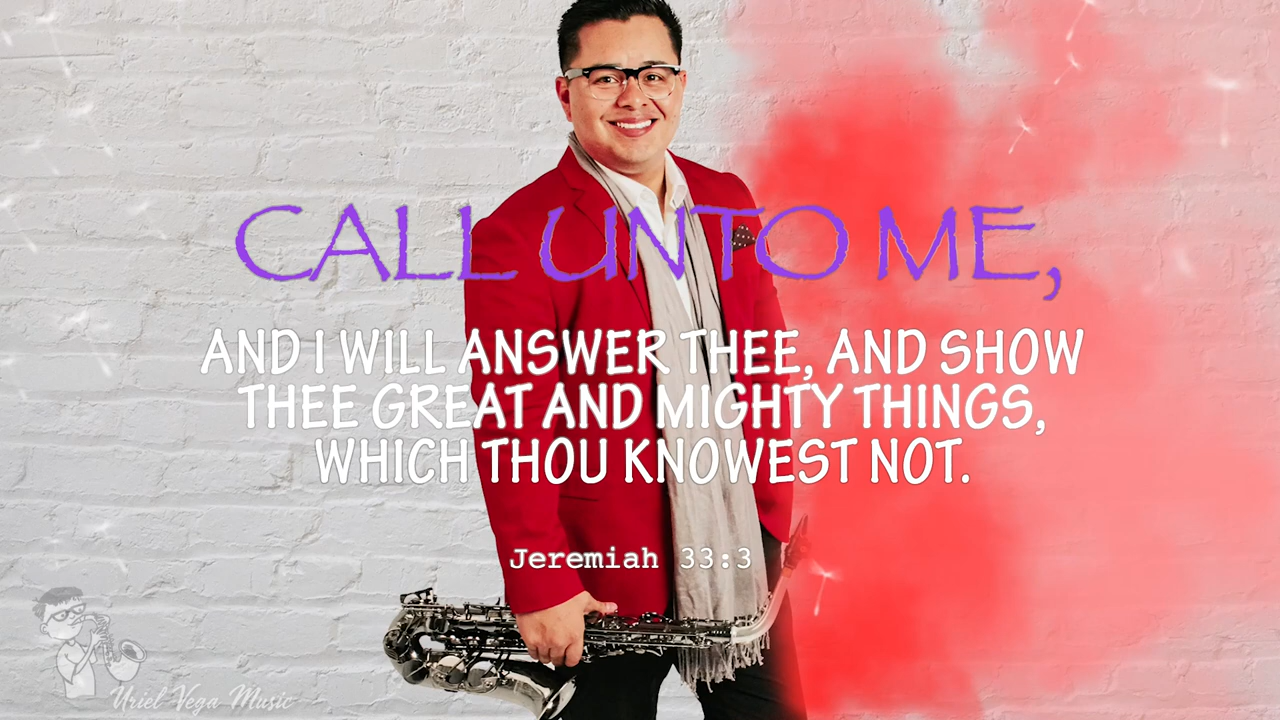 CALL UNTO ME,
AND I WILL ANSWER THEE, AND SHOW
THEE GREAT AND MIGHTY THINGS,
WHICH THOU KNOWEST NOT.
Jeremiah 33:3
Uriel Vega Music